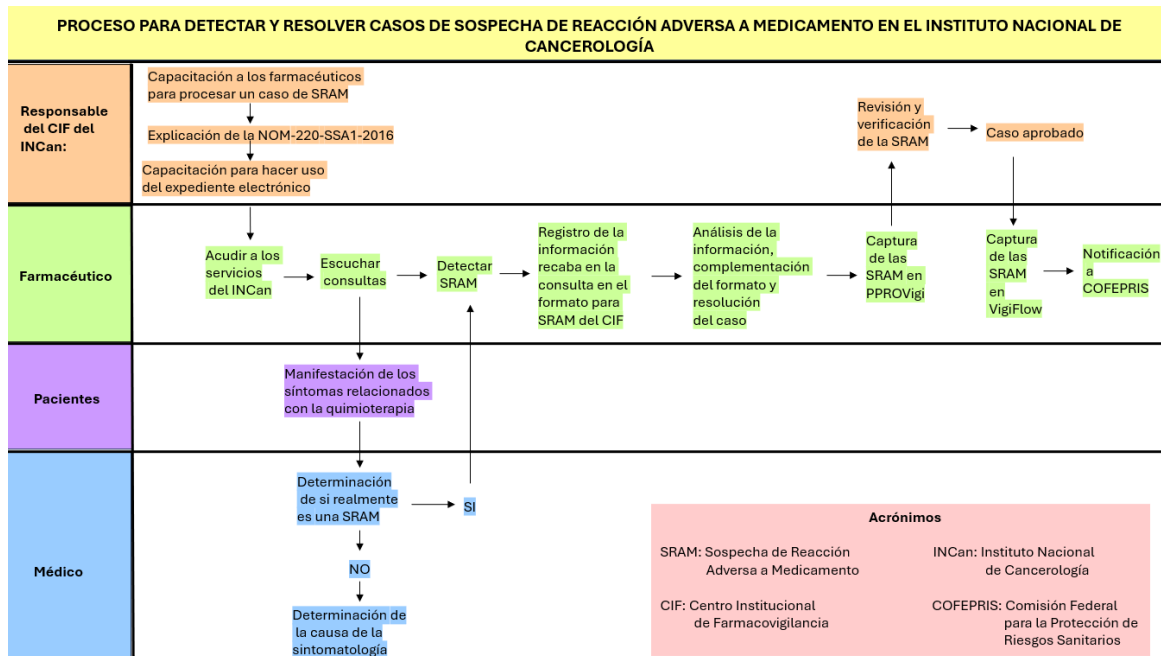 PROCESO PARA DETECTAR Y RESOLVER CASOS DE SOSPECHA DE REACCIÓN ADVERSA A MEDICAMENTO EN EL INSTITUTO NACIONAL DE
CANCEROLOGÍA
Responsable
del CIF del
INCan:
Capacitación a los farmacéuticos
para procesar un caso de SRAM
Explicación de la NOM-220-SSA1-2016
Capacitación para hacer uso
del expediente electrónico
Revisión y
verificación
de la SRAM
Caso aprobado
Farmacéutico
Acudir a los
servicios
del INCan
Escuchar
consultas
Detectar
SRAM
Registro de la
información
recaba en la
consulta en el
formato para
SRAM del CIF
Análisis de la
información,
complementación
del formato y
resolución
del caso
Captura
de las
SRAM en
PPROVigi
Captura
de las
SRAM
en
VigiFlow
Notificación
a
COFEPRIS
Pacientes
Manifestación de los
síntomas relacionados
con la quimioterapia
Médico
Determinación
de si realmente
es una SRAM
SI
NO
Determinación de
la causa de la
sintomatología
Acrónimos
SRAM: Sospecha de Reacción
Adversa a Medicamento
CIF: Centro Institucional
de Farmacovigilancia
INCan: Instituto Nacional
de Cancerología
COFEPRIS: Comisión Federal
para la Protección de
Riesgos Sanitarios